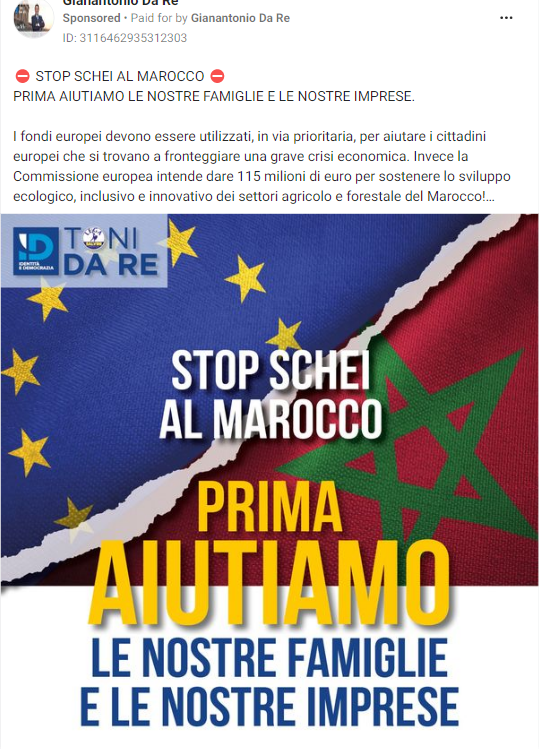 Gianantonio Da Re
Sponsored • Paid for by Gianantonio Da Re
ID: 3116462935312303
⛔ STOP SCHEI AL MAROCCO ⛔
PRIMA AIUTIAMO LE NOSTRE FAMIGLIE E LE NOSTRE IMPRESE.
I fondi europei devono essere utilizzati, in via prioritaria, per aiutare i cittadini
europei che si trovano a fronteggiare una grave crisi economica. Invece la
Commissione europea intende dare 115 milioni di euro per sostenere lo sviluppo
ecologico, inclusivo e innovativo dei settori agricolo e forestale del Marocco!...
ID
IDENTITÀ
E DEMOCRAZIA
TONI
DA RE
STOP SCHEI
AL MAROCCO
PRIMA
AIUTIAMO
LE NOSTRE FAMIGLIE
E LE NOSTRE IMPRESE